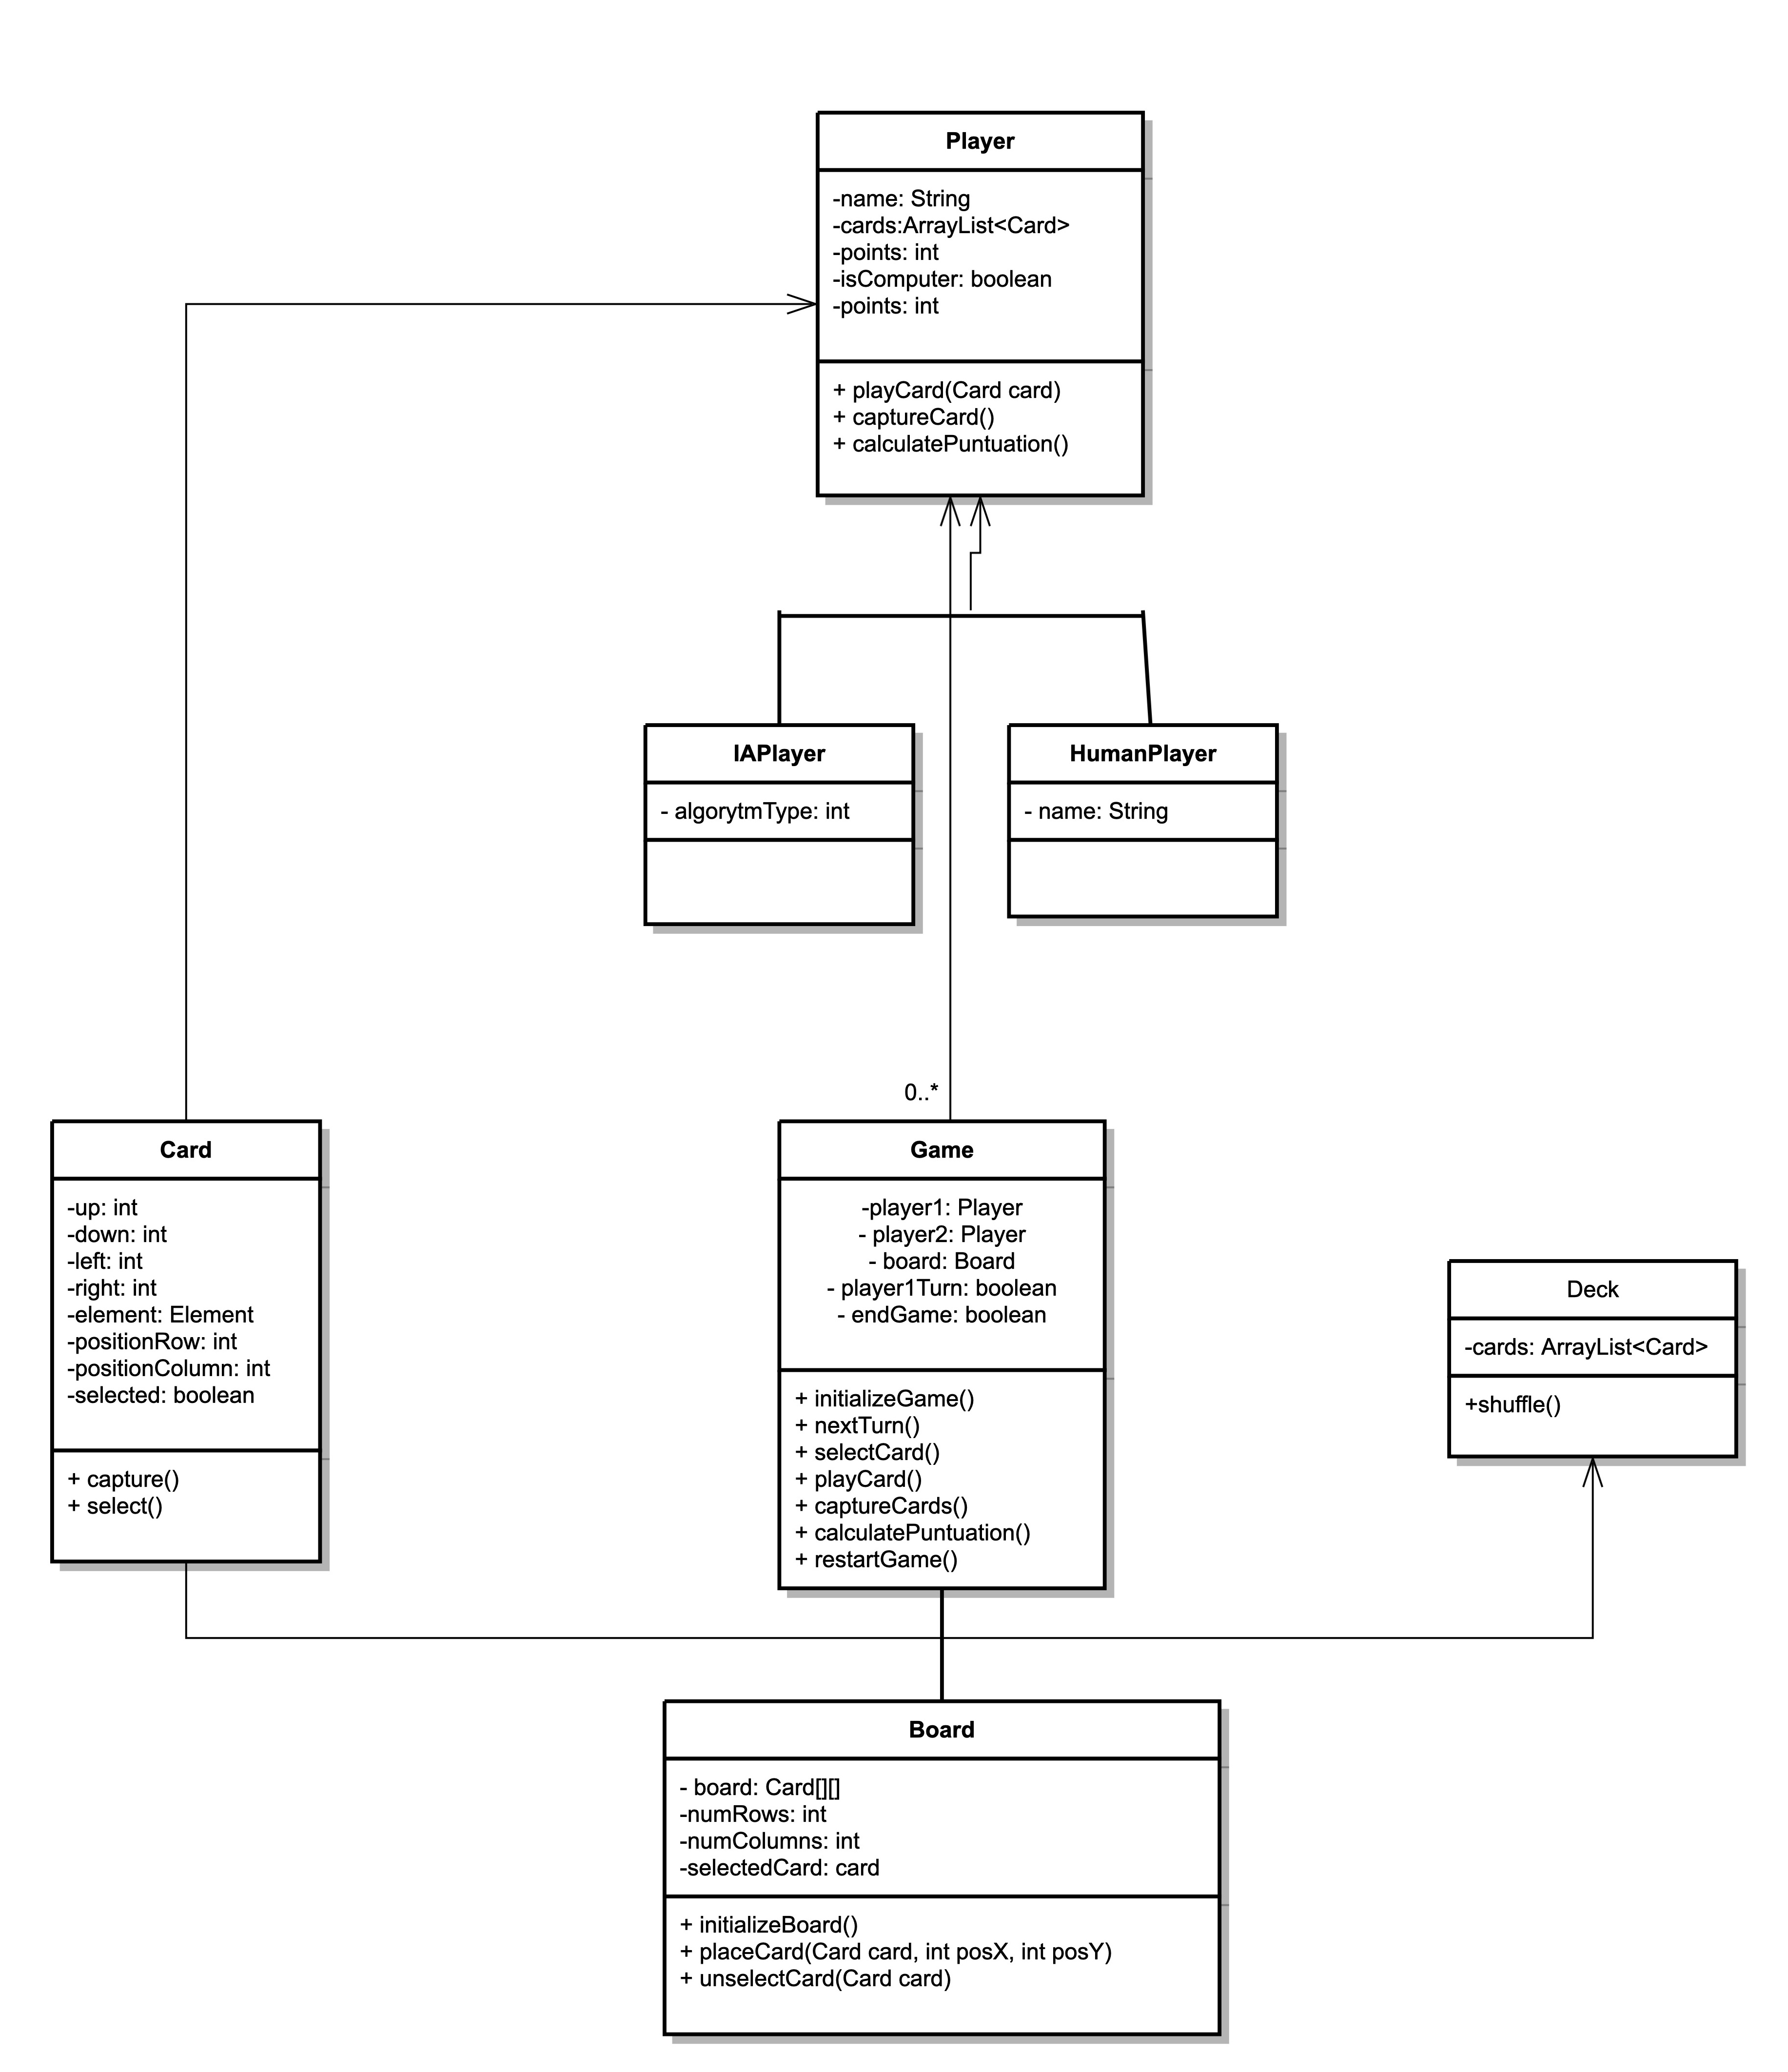 Player
-name: String
-cards:ArrayList<Card>
-points: int
-isComputer: boolean
-points: int
+ playCard(Card card)
+ captureCard()
+ calculatePuntuation()
IAPlayer
- algorytmType: int
HumanPlayer
- name: String
0..*
Card
-up: int
-down: int
-left: int
-right: int
-element: Element
-positionRow: int
-positionColumn: int
-selected: boolean
+ capture()
+ select()
Game
-player1: Player
- player2: Player
- board: Board
- player1Turn: boolean
- endGame: boolean
+ initializeGame()
+ nextTurn()
+ selectCard()
+ playCard()
+ captureCards()
+ calculatePuntuation()
+ restartGame()
Deck
-cards: ArrayList<Card>
+shuffle()
Board
- board: Card[][]
-numRows: int
-numColumns: int
-selectedCard: card
+ initializeBoard()
+ placeCard(Card card, int posX, int posY)
+ unselectCard(Card card)